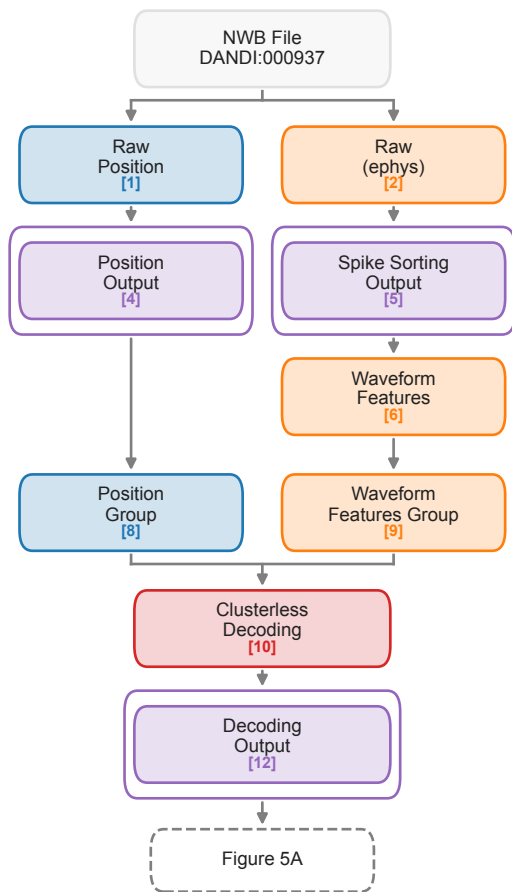 NWB File
DANDI:000937
Raw
Position
[1]
Raw
(ephys)
[2]
Position
Output
[4]
Spike Sorting
Output
[5]
Waveform
Features
[6]
Position
Group
[8]
Waveform
Features Group
[9]
Clusterless
Decoding
[10]
Decoding
Output
[12]
Figure 5A